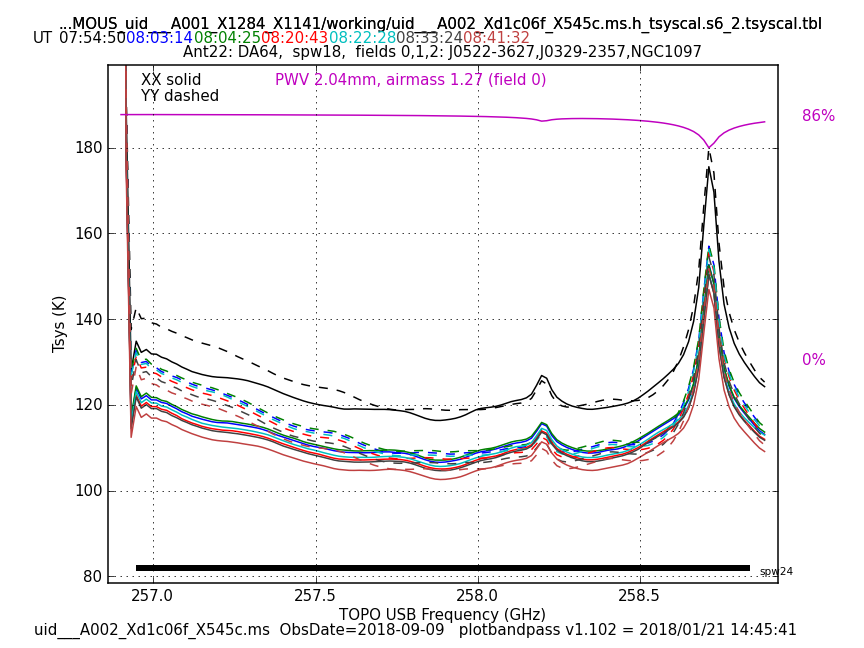 ...MOUS_uid___A001_X1284_X1141/working/uid___A002_Xd1c06f_X545c.ms.h_tsyscal.s6_2.tsyscal.tbl
UT 07:54:50 08:03:14 08:04:25 08:20:43 08:22:28 08:33:24 08:41:32
Ant22: DA64, spw18, fields 0,1,2: J0522-3627,J0329-2357,NGC1097
XX solid
PWV 2.04mm, airmass 1.27 (field 0)
YY dashed
86%
180
160
140
120
100
80
0%
Tsys (K)
spw24
257.0 257.5 258.0 258.5
TOPO USB Frequency (GHz)
uid___A002_Xd1c06f_X545c.ms ObsDate=2018-09-09 plotbandpass v1.102 = 2018/01/21 14:45:41